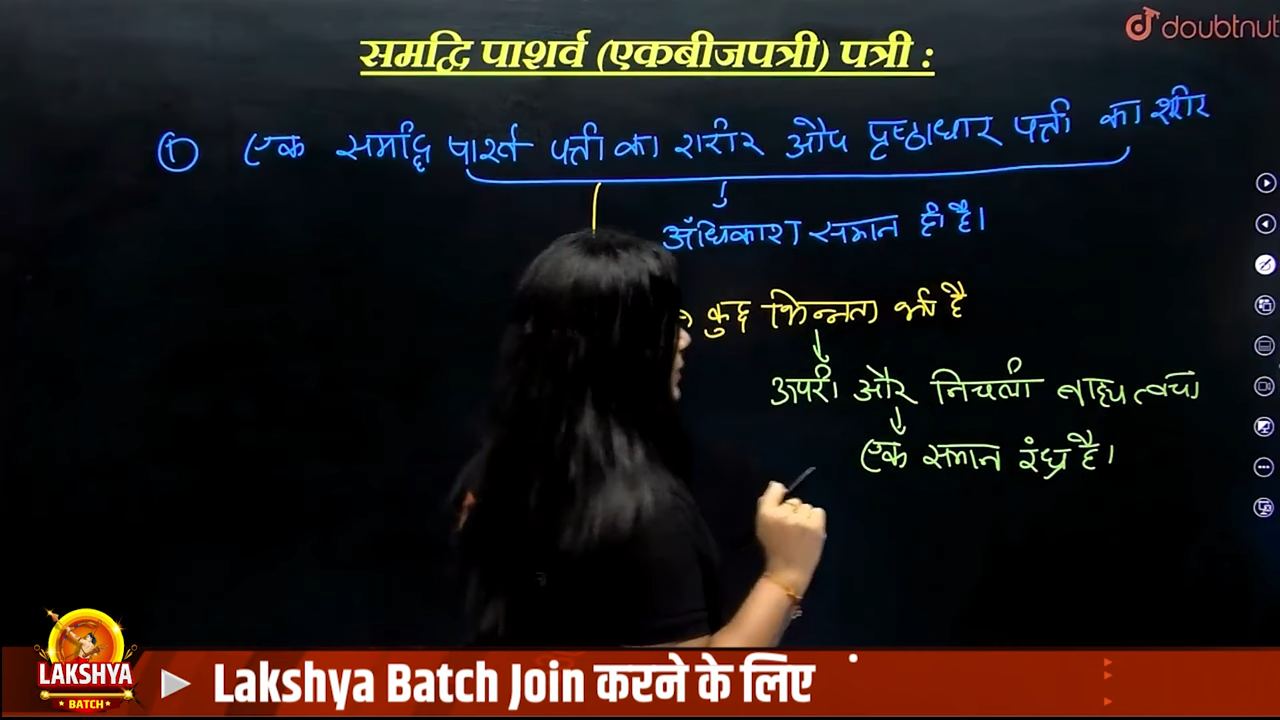 doubtnut
समद्वि पाशर्व (एकबीजपत्री) पत्री :
① एक समद्वि पार्श्व पत्ती का शरीर और पृष्ठाधार पत्ती का शरीर
अधिकांश समान ही है।
कुछ भिन्नता भी है
ऊपरी और निचली बाह्य त्वचा
एक समान रंध्र है।
LAKSHYA
BATCH
Lakshya Batch Join करने के लिए